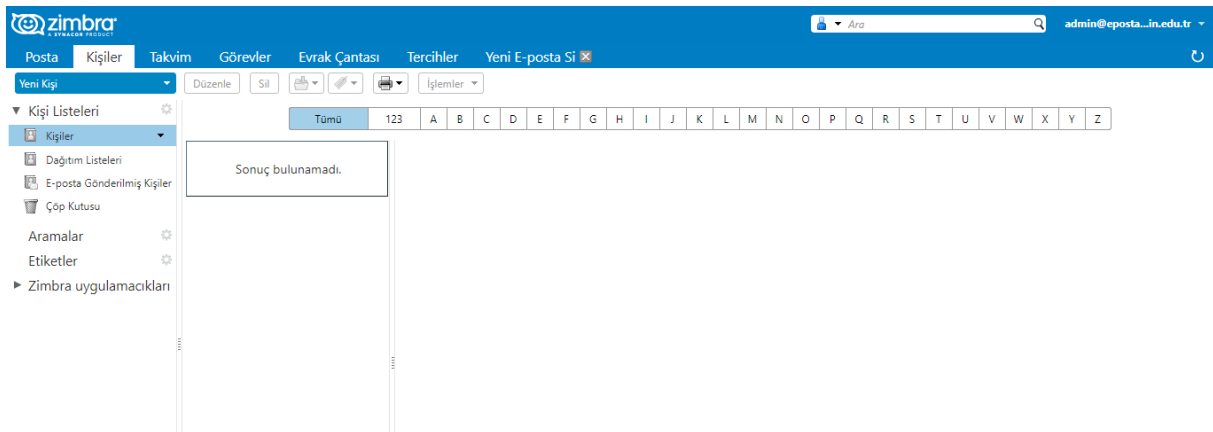 zimbra
A SYNACOR PRODUCT
Ara
admin@eposta...in.edu.tr
Posta Kişiler Takvim Görevler Evrak Çantası Tercihler Yeni E-posta Si
Yeni Kişi Düzenle Sil İşlemler
Kişi Listeleri
Tümü 123 A B C D E F G H I J K L M N O P Q R S T U V W X Y Z
Kişiler
Dağıtım Listeleri
Sonuç bulunamadı.
E-posta Gönderilmiş Kişiler
Çöp Kutusu
Aramalar
Etiketler
Zimbra uygulamacıkları